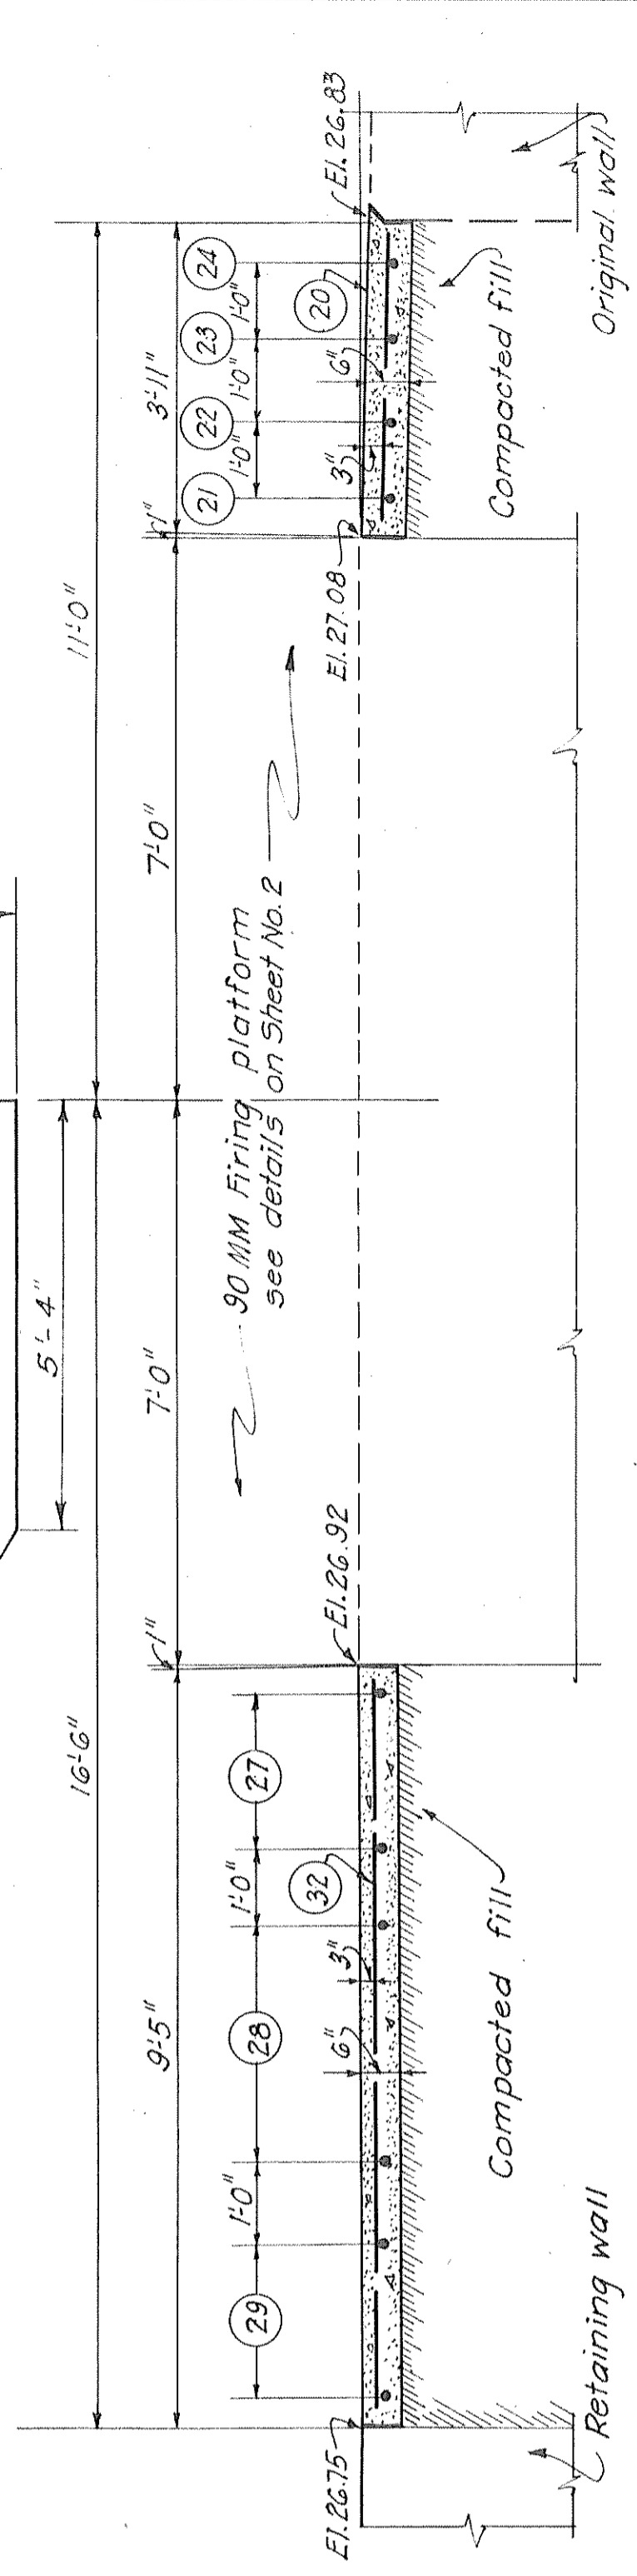 5'-4"
16'-6"
11'-0"
9'-5"
1"
7'-0"
7'-0"
1"
3'-11"
29
1'-0"
28
1'-0"
27
21
1'-0"
22
1'-0"
23
1'-0"
24
90 MM Firing platform
see details on Sheet No. 2
El. 26.75
6"
3"
32
El. 26.92
El. 27.08
3"
6"
20
El. 26.83
Retaining wall
Compacted fill
Compacted fill
Original wall